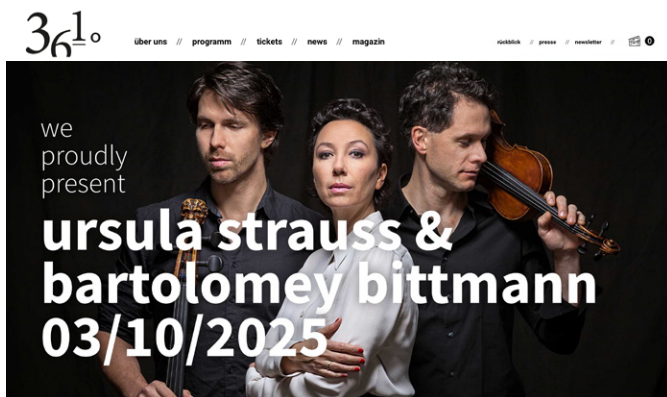 361°
über uns // programm // tickets // news // magazin
rückblick // presse // newsletter // 0
we
proudly
present
ursula strauss &
bartolomey bittmann
03/10/2025